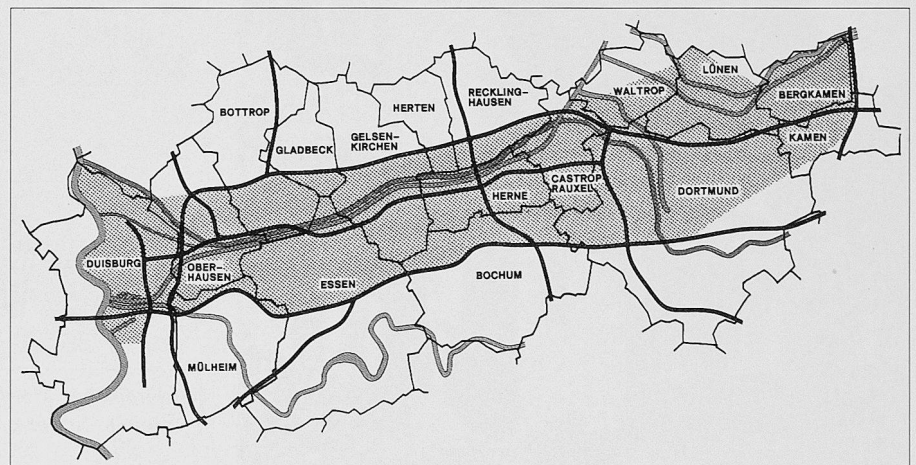 BOTTROP
GLADBECK
GELSEN-
KIRCHEN
HERTEN
RECKLING-
HAUSEN
WALTROP
LÜNEN
BERGKAMEN
KAMEN
DORTMUND
CASTROP
RAUXEL
HERNE
DUISBURG
OBER-
HAUSEN
ESSEN
BOCHUM
MÜLHEIM